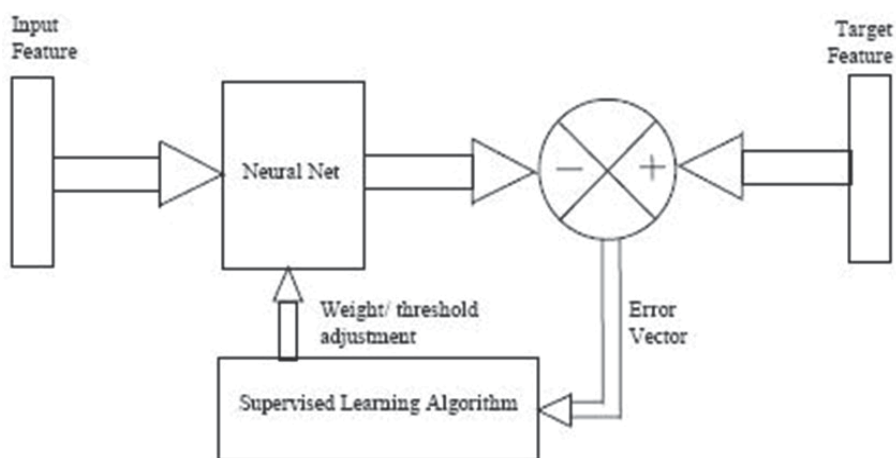 Input
Feature
Target
Feature
Neural Net
−
+
Weight/ threshold
adjustment
Error
Vector
Supervised Learning Algorithm